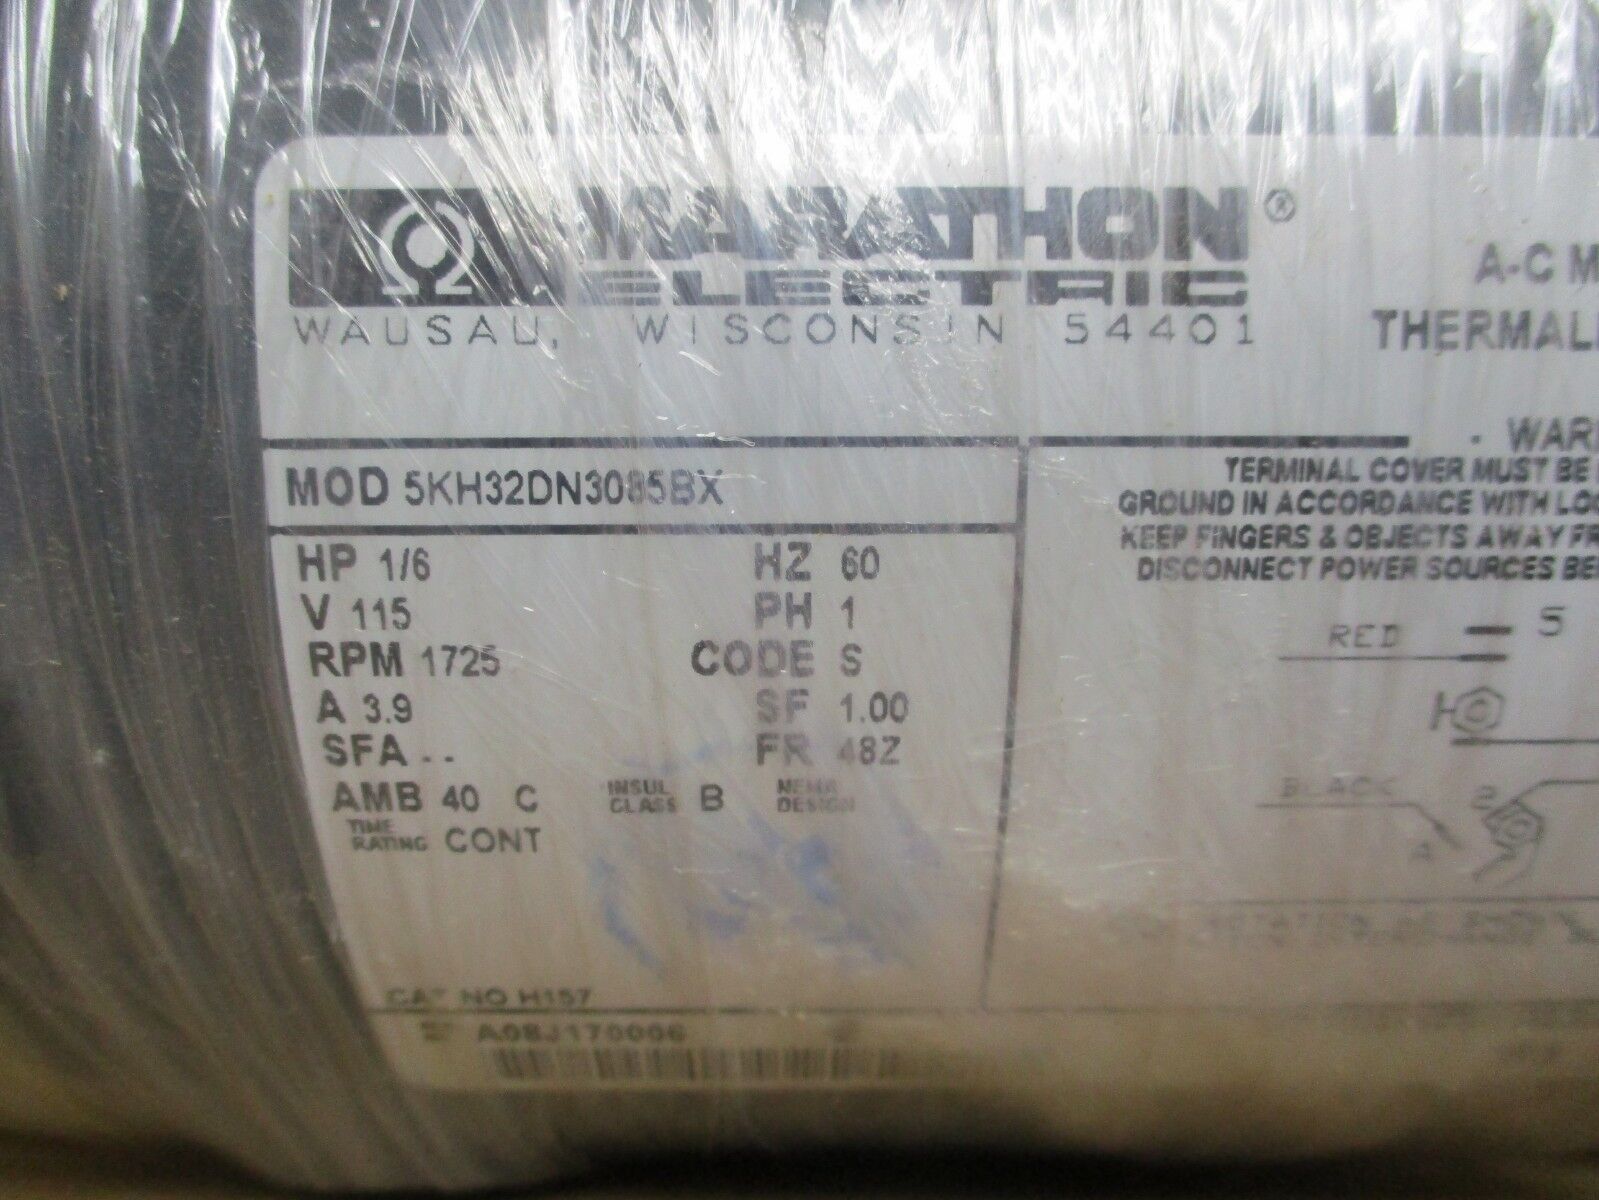 MARATHON®
ELECTRIC
WAUSAU, WISCONSIN 54401
A-C M
THERMALL
MOD 5KH32DN3085BX
HP 1/6 HZ 60
V 115 PH 1
RPM 1725 CODE S
A 3.9 SF 1.00
SFA -- FR 48Z
AMB 40 C INSUL CLASS B NEMA DESIGN
TIME RATING CONT
CAT NO H157
A08J170006
- WAR
TERMINAL COVER MUST BE
GROUND IN ACCORDANCE WITH LOC
KEEP FINGERS & OBJECTS AWAY FR
DISCONNECT POWER SOURCES BE
RED 5
BLACK B
A
ROTATION